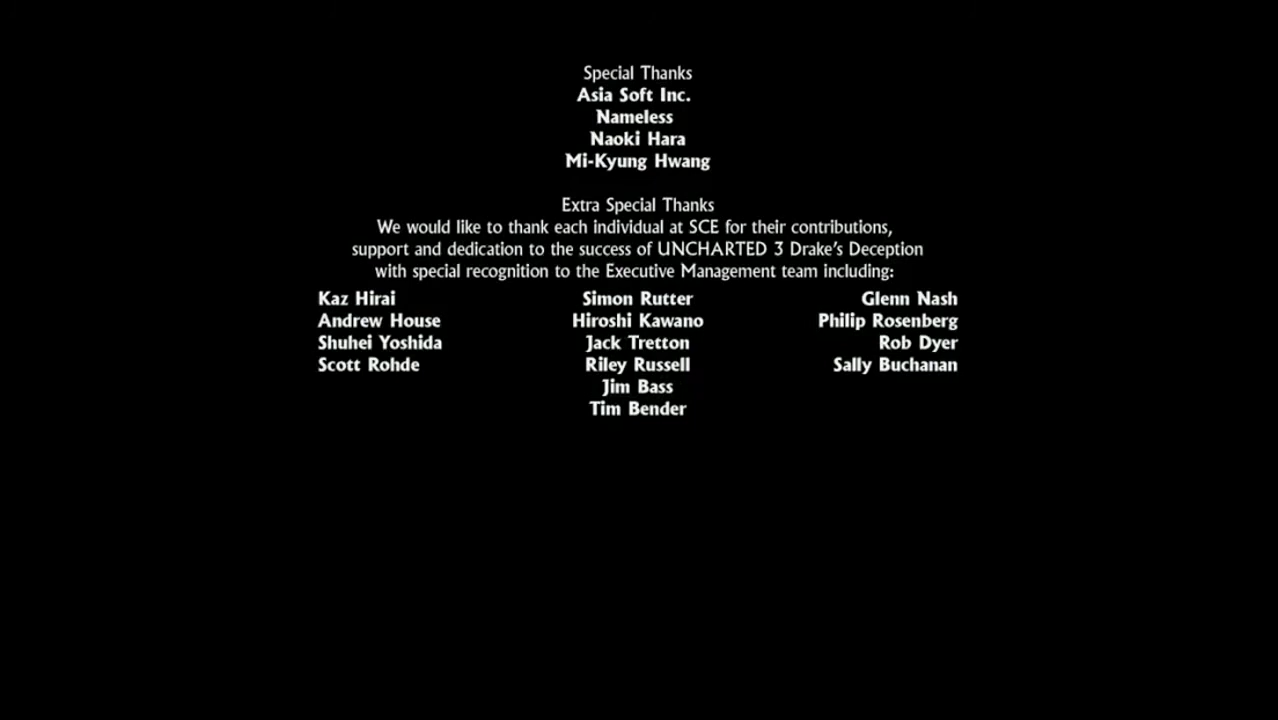 Special Thanks
Asia Soft Inc.
Nameless
Naoki Hara
Mi-Kyung Hwang
Extra Special Thanks
We would like to thank each individual at SCE for their contributions,
support and dedication to the success of UNCHARTED 3 Drake's Deception
with special recognition to the Executive Management team including:
Kaz Hirai
Andrew House
Shuhei Yoshida
Scott Rohde
Simon Rutter
Hiroshi Kawano
Jack Tretton
Riley Russell
Jim Bass
Tim Bender
Glenn Nash
Philip Rosenberg
Rob Dyer
Sally Buchanan